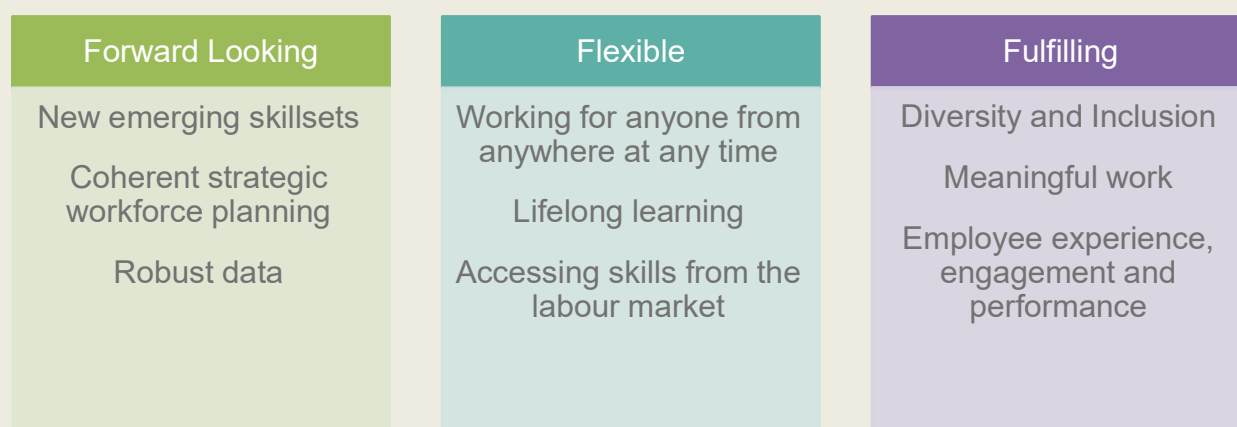 Forward Looking
New emerging skillsets
Coherent strategic
workforce planning
Robust data
Flexible
Working for anyone from
anywhere at any time
Lifelong learning
Accessing skills from the
labour market
Fulfilling
Diversity and Inclusion
Meaningful work
Employee experience,
engagement and
performance